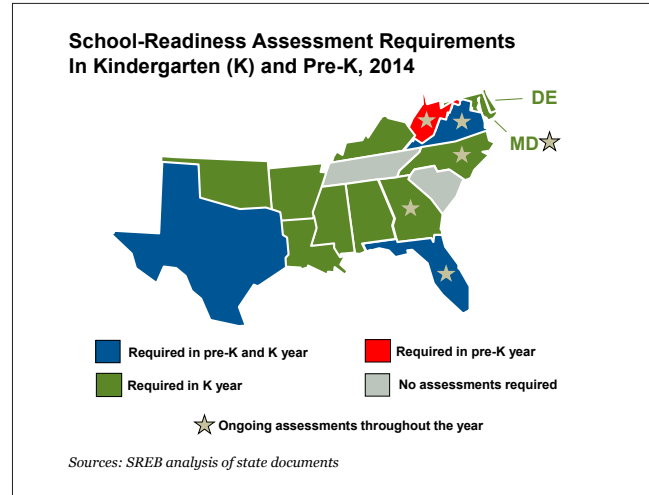 School-Readiness Assessment Requirements
In Kindergarten (K) and Pre-K, 2014
DE
MD
Required in pre-K and K year
Required in pre-K year
Required in K year
No assessments required
Ongoing assessments throughout the year
Sources: SREB analysis of state documents